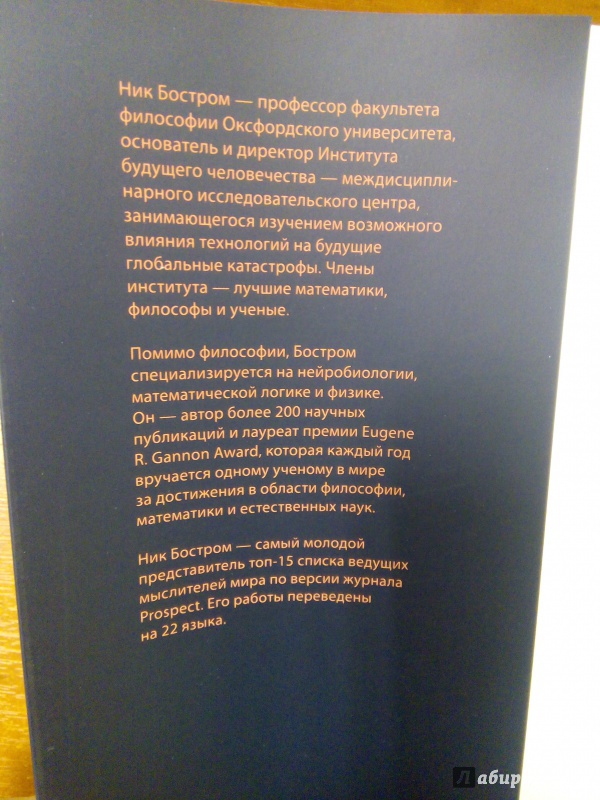 Ник Бостром — профессор факультета
философии Оксфордского университета,
основатель и директор Института
будущего человечества — междисципли-
нарного исследовательского центра,
занимающегося изучением возможного
влияния технологий на будущие
глобальные катастрофы. Члены
института — лучшие математики,
философы и ученые.
Помимо философии, Бостром
специализируется на нейробиологии,
математической логике и физике.
Он — автор более 200 научных
публикаций и лауреат премии Eugene
R. Gannon Award, которая каждый год
вручается одному ученому в мире
за достижения в области философии,
математики и естественных наук.
Ник Бостром — самый молодой
представитель топ-15 списка ведущих
мыслителей мира по версии журнала
Prospect. Его работы переведены
на 22 языка.